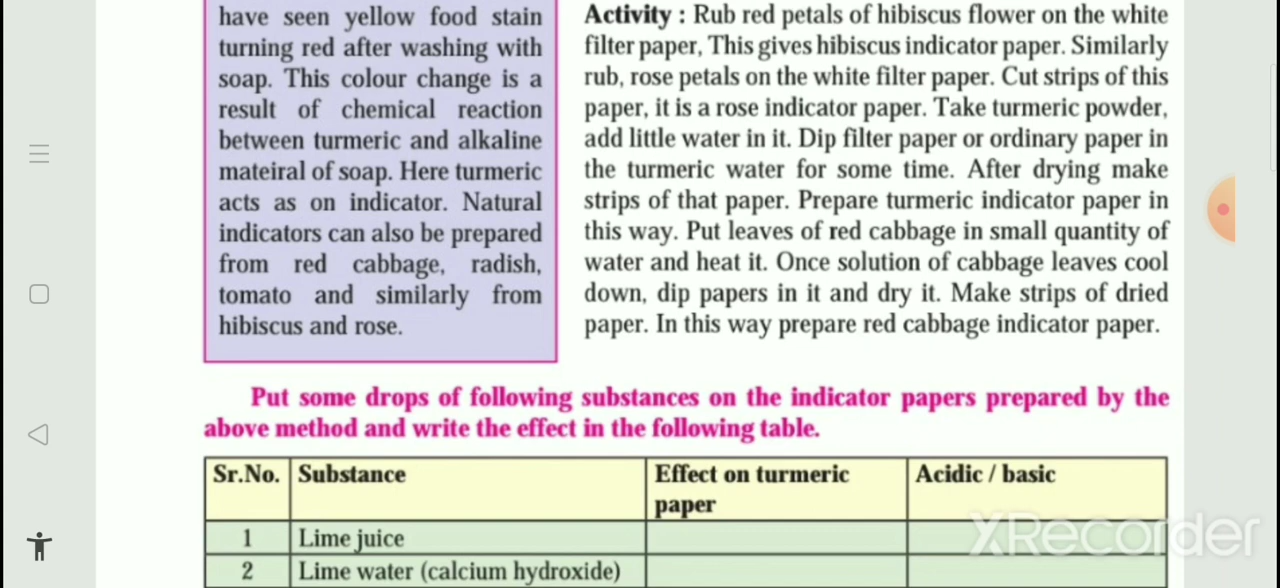 have seen yellow food stain
turning red after washing with
soap. This colour change is a
result of chemical reaction
between turmeric and alkaline
mateiral of soap. Here turmeric
acts as on indicator. Natural
indicators can also be prepared
from red cabbage, radish,
tomato and similarly from
hibiscus and rose.
Activity : Rub red petals of hibiscus flower on the white
filter paper, This gives hibiscus indicator paper. Similarly
rub, rose petals on the white filter paper. Cut strips of this
paper, it is a rose indicator paper. Take turmeric powder,
add little water in it. Dip filter paper or ordinary paper in
the turmeric water for some time. After drying make
strips of that paper. Prepare turmeric indicator paper in
this way. Put leaves of red cabbage in small quantity of
water and heat it. Once solution of cabbage leaves cool
down, dip papers in it and dry it. Make strips of dried
paper. In this way prepare red cabbage indicator paper.
Put some drops of following substances on the indicator papers prepared by the
above method and write the effect in the following table.
Sr.No. Substance Effect on turmeric paper Acidic / basic
1 Lime juice
2 Lime water (calcium hydroxide)
XRecorder